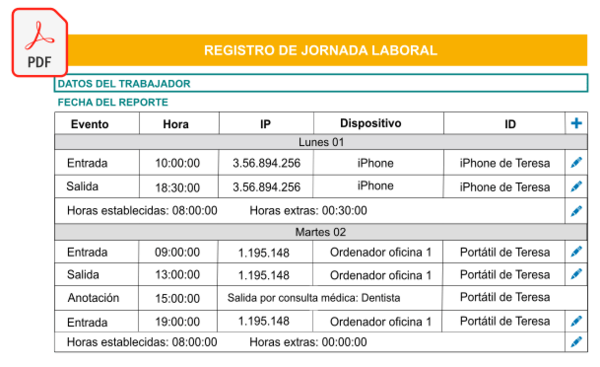 PDF
REGISTRO DE JORNADA LABORAL
DATOS DEL TRABAJADOR
FECHA DEL REPORTE
Evento Hora IP Dispositivo ID +
Lunes 01
Entrada 10:00:00 3.56.894.256 iPhone iPhone de Teresa
Salida 18:30:00 3.56.894.256 iPhone iPhone de Teresa
Horas establecidas: 08:00:00 Horas extras: 00:30:00
Martes 02
Entrada 09:00:00 1.195.148 Ordenador oficina 1 Portátil de Teresa
Salida 13:00:00 1.195.148 Ordenador oficina 1 Portátil de Teresa
Anotación 15:00:00 Salida por consulta médica: Dentista Portátil de Teresa
Entrada 19:00:00 1.195.148 Ordenador oficina 1 Portátil de Teresa
Horas establecidas: 08:00:00 Horas extras: 00:00:00